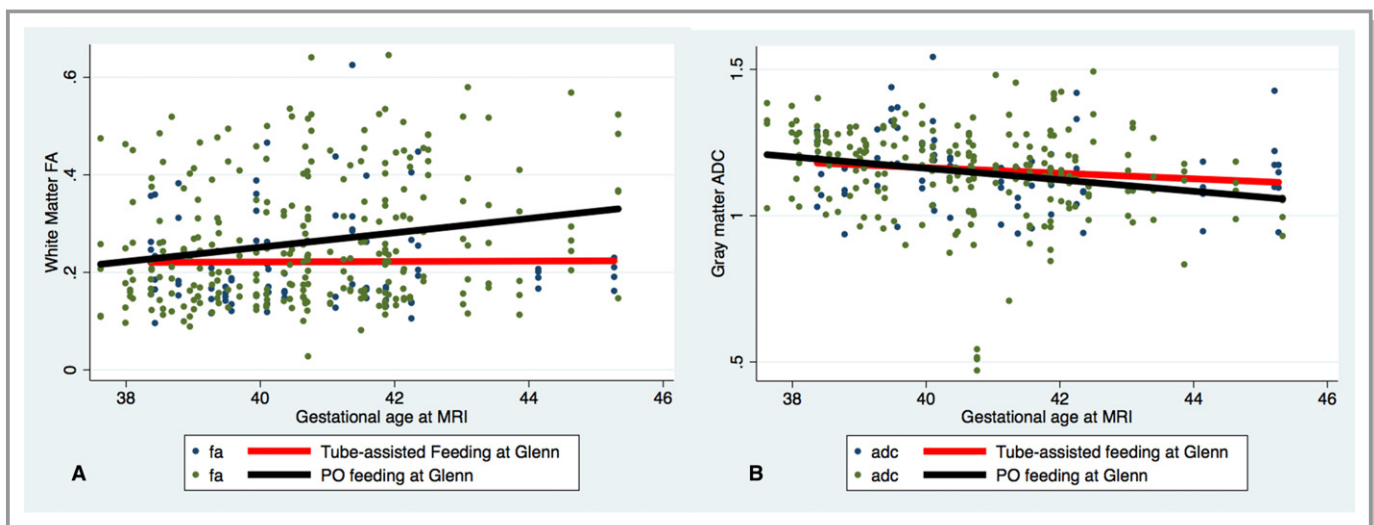 White Matter FA
.6
.4
.2
0
38 40 42 44 46
Gestational age at MRI
fa Tube-assisted Feeding at Glenn
fa PO feeding at Glenn
A
Gray matter ADC
1.5
1
.5
38 40 42 44 46
Gestational age at MRI
adc Tube-assisted feeding at Glenn
adc PO feeding at Glenn
B